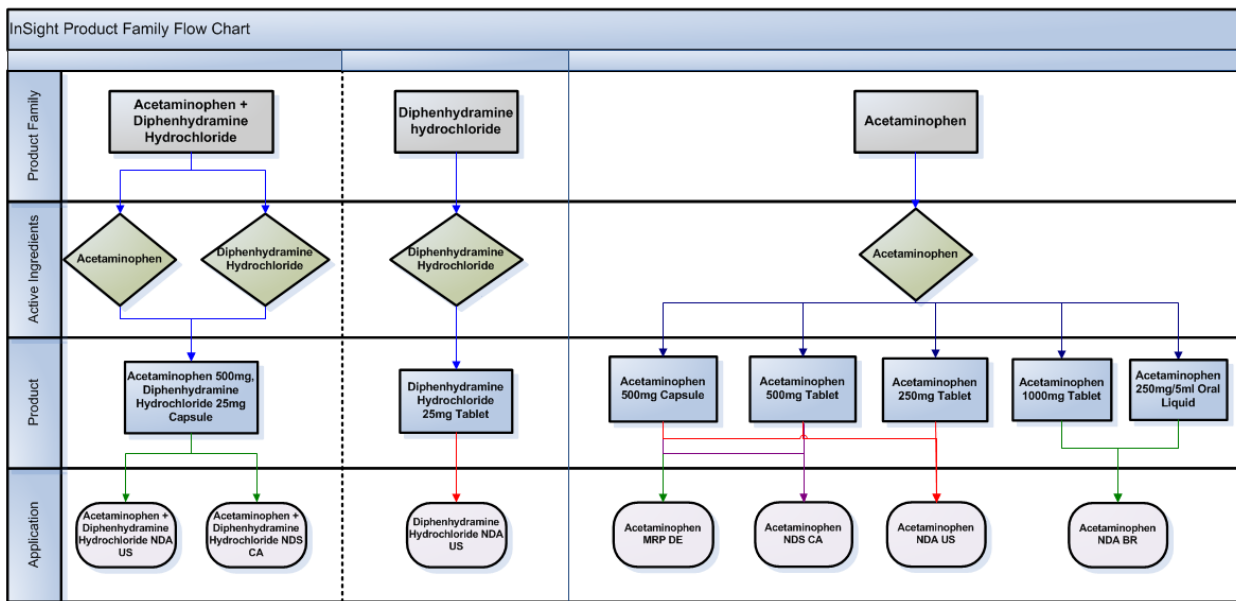 InSight Product Family Flow Chart
Product Family
Acetaminophen +
Diphenhydramine
Hydrochloride
Diphenhydramine
hydrochloride
Acetaminophen
Active Ingredients
Acetaminophen
Diphenhydramine
Hydrochloride
Diphenhydramine
Hydrochloride
Acetaminophen
Product
Acetaminophen 500mg,
Diphenhydramine
Hydrochloride 25mg
Capsule
Diphenhydramine
Hydrochloride
25mg Tablet
Acetaminophen
500mg Capsule
Acetaminophen
500mg Tablet
Acetaminophen
250mg Tablet
Acetaminophen
1000mg Tablet
Acetaminophen
250mg/5ml Oral
Liquid
Application
Acetaminophen +
Diphenhydramine
Hydrochloride NDA
US
Acetaminophen +
Diphenhydramine
Hydrochloride NDS
CA
Diphenhydramine
Hydrochloride NDA
US
Acetaminophen
MRP DE
Acetaminophen
NDS CA
Acetaminophen
NDA US
Acetaminophen
NDA BR